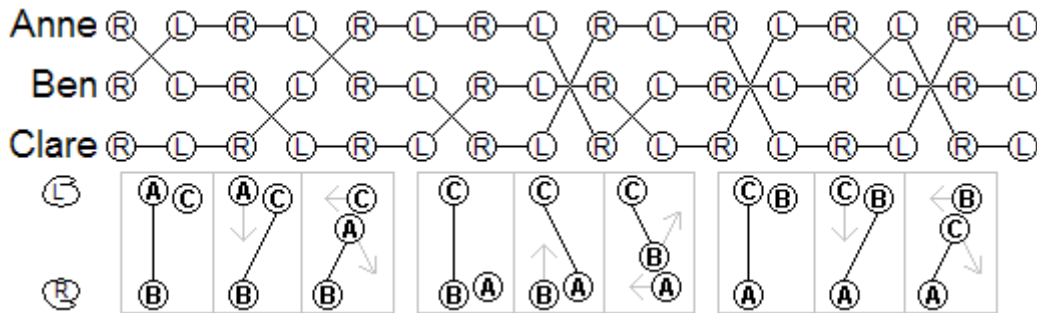 Anne R L R L R L R L R L R L R L R L
Ben R L R L R L R L R L R L R L R L
Clare R L R L R L R L R L R L R L R L
L A C A C C C C C C B C B B
A C
B
R B B B B A B A A A A A